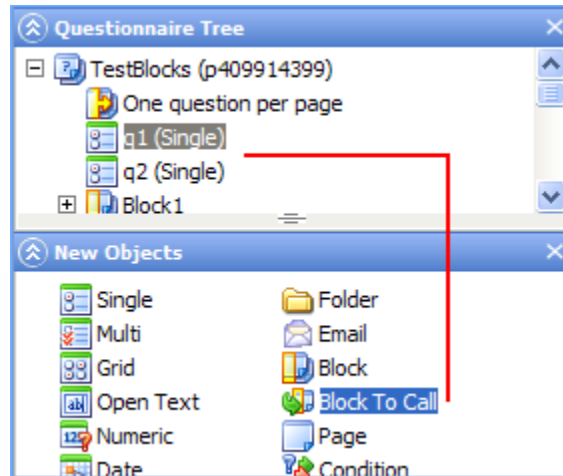 Questionnaire Tree
TestBlocks (p409914399)
One question per page
q1 (Single)
q2 (Single)
Block1
New Objects
Single
Folder
Multi
Email
Grid
Block
Open Text
Block To Call
Numeric
Page
Date
Condition